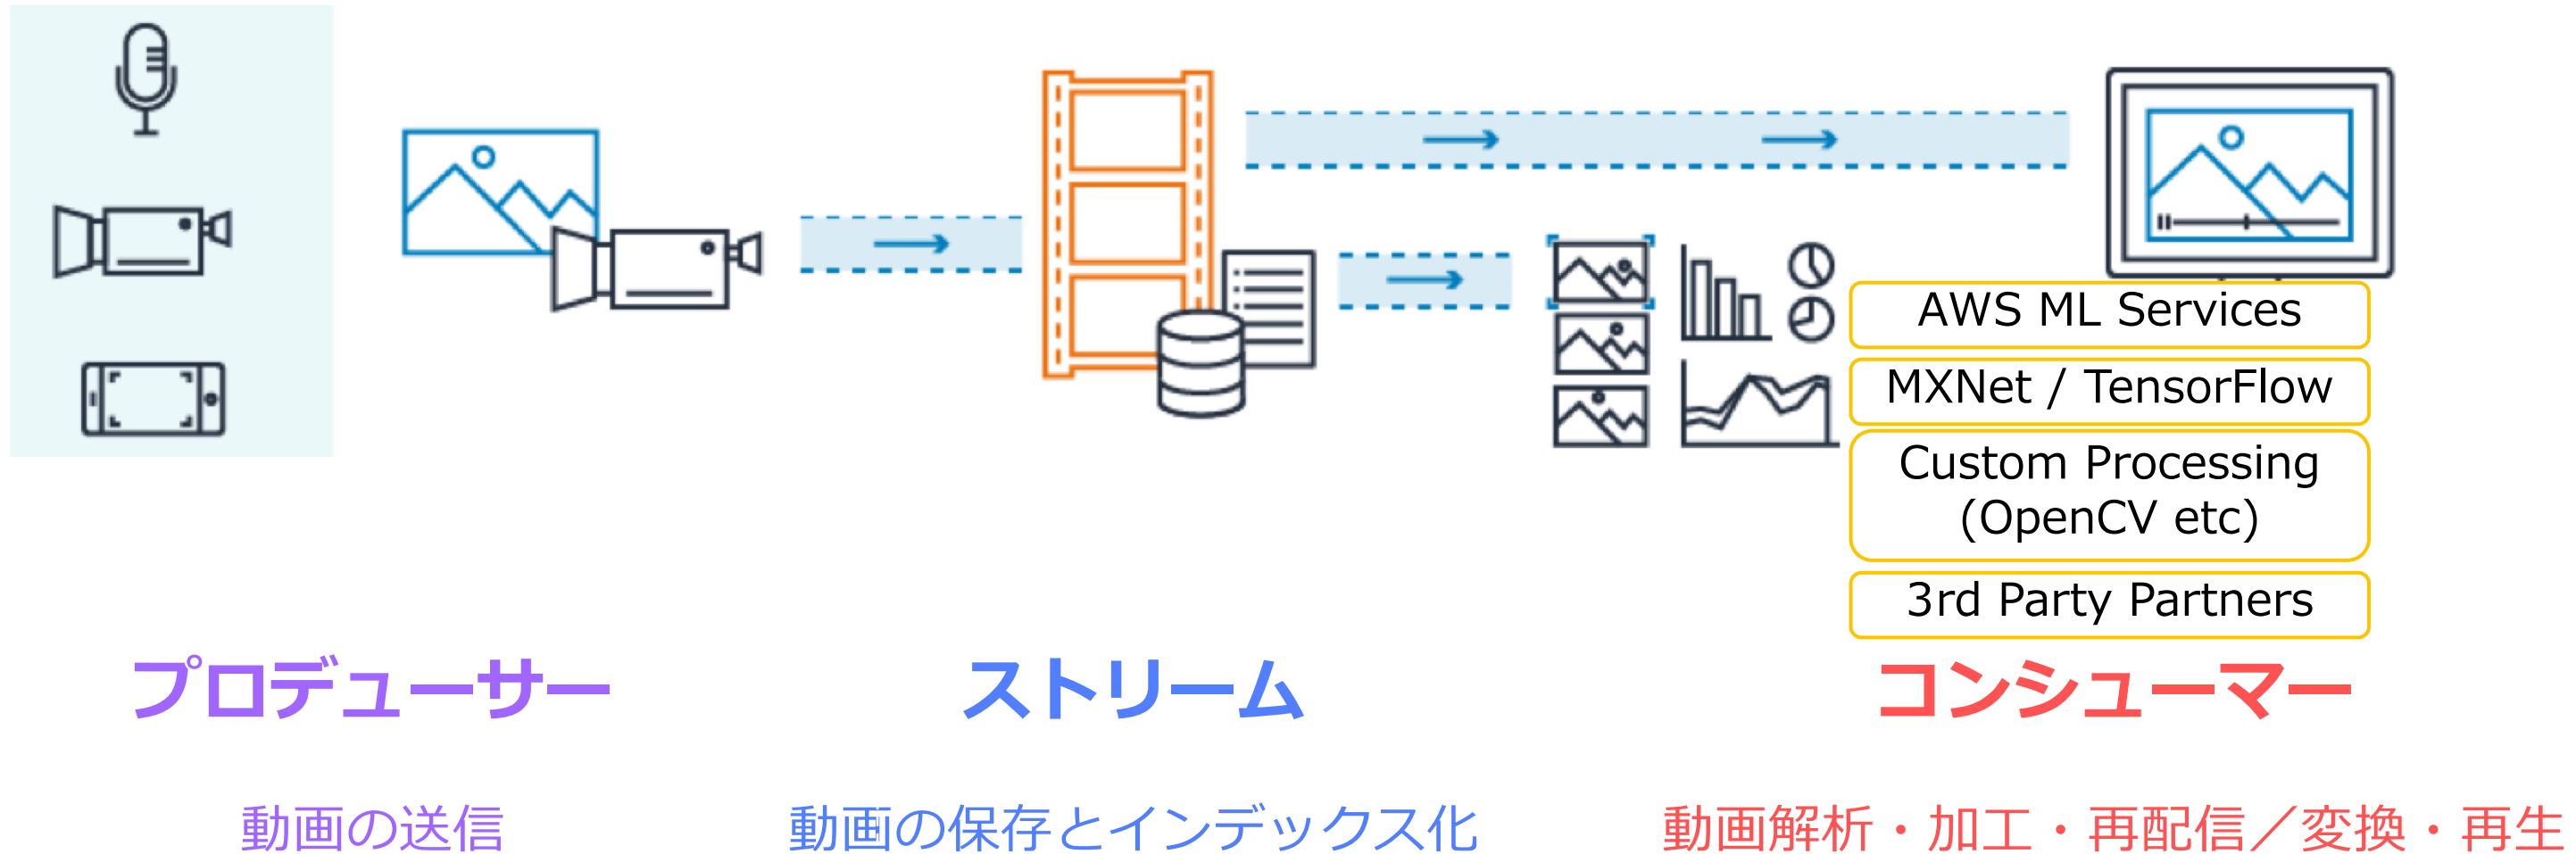 AWS ML Services
MXNet / TensorFlow
Custom Processing
(OpenCV etc)
3rd Party Partners
プロデューサー
ストリーム
コンシューマー
動画の送信
動画の保存とインデックス化
動画解析・加工・再配信／変換・再生